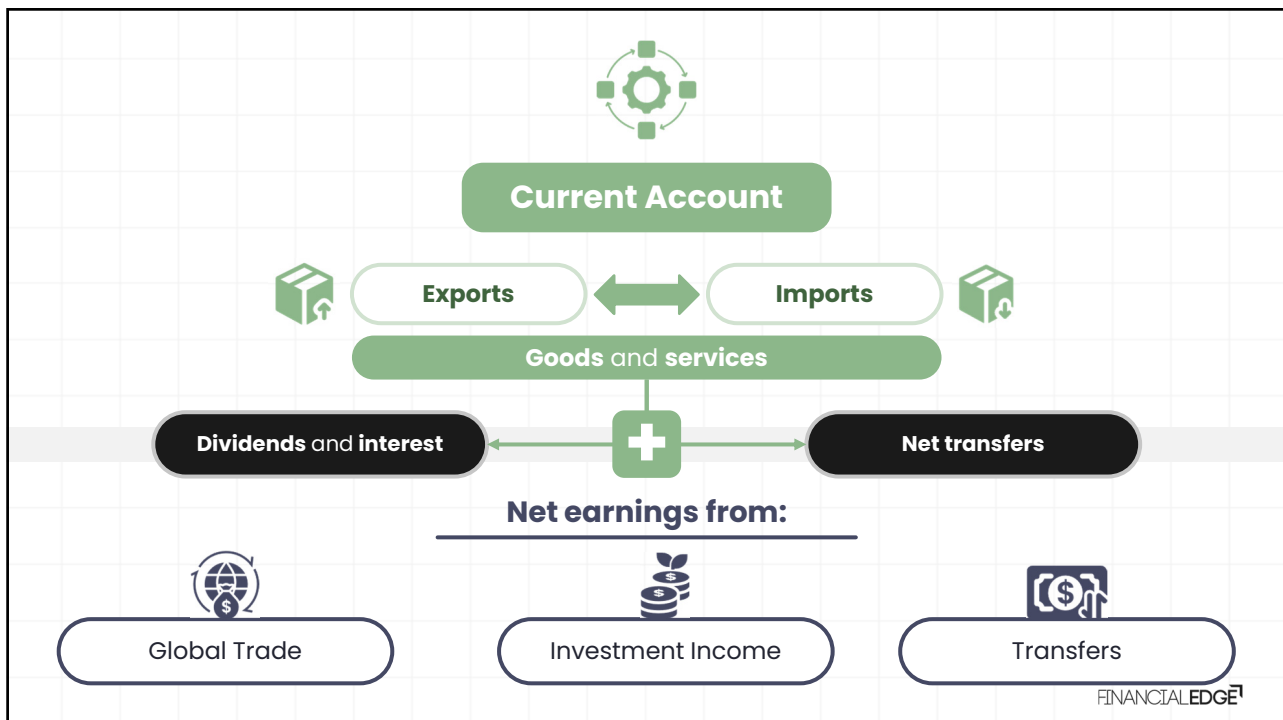 Current Account
Exports
Imports
Goods and services
Dividends and interest
Net transfers
Net earnings from:
Global Trade
Investment Income
Transfers
FINANCIALEDGE